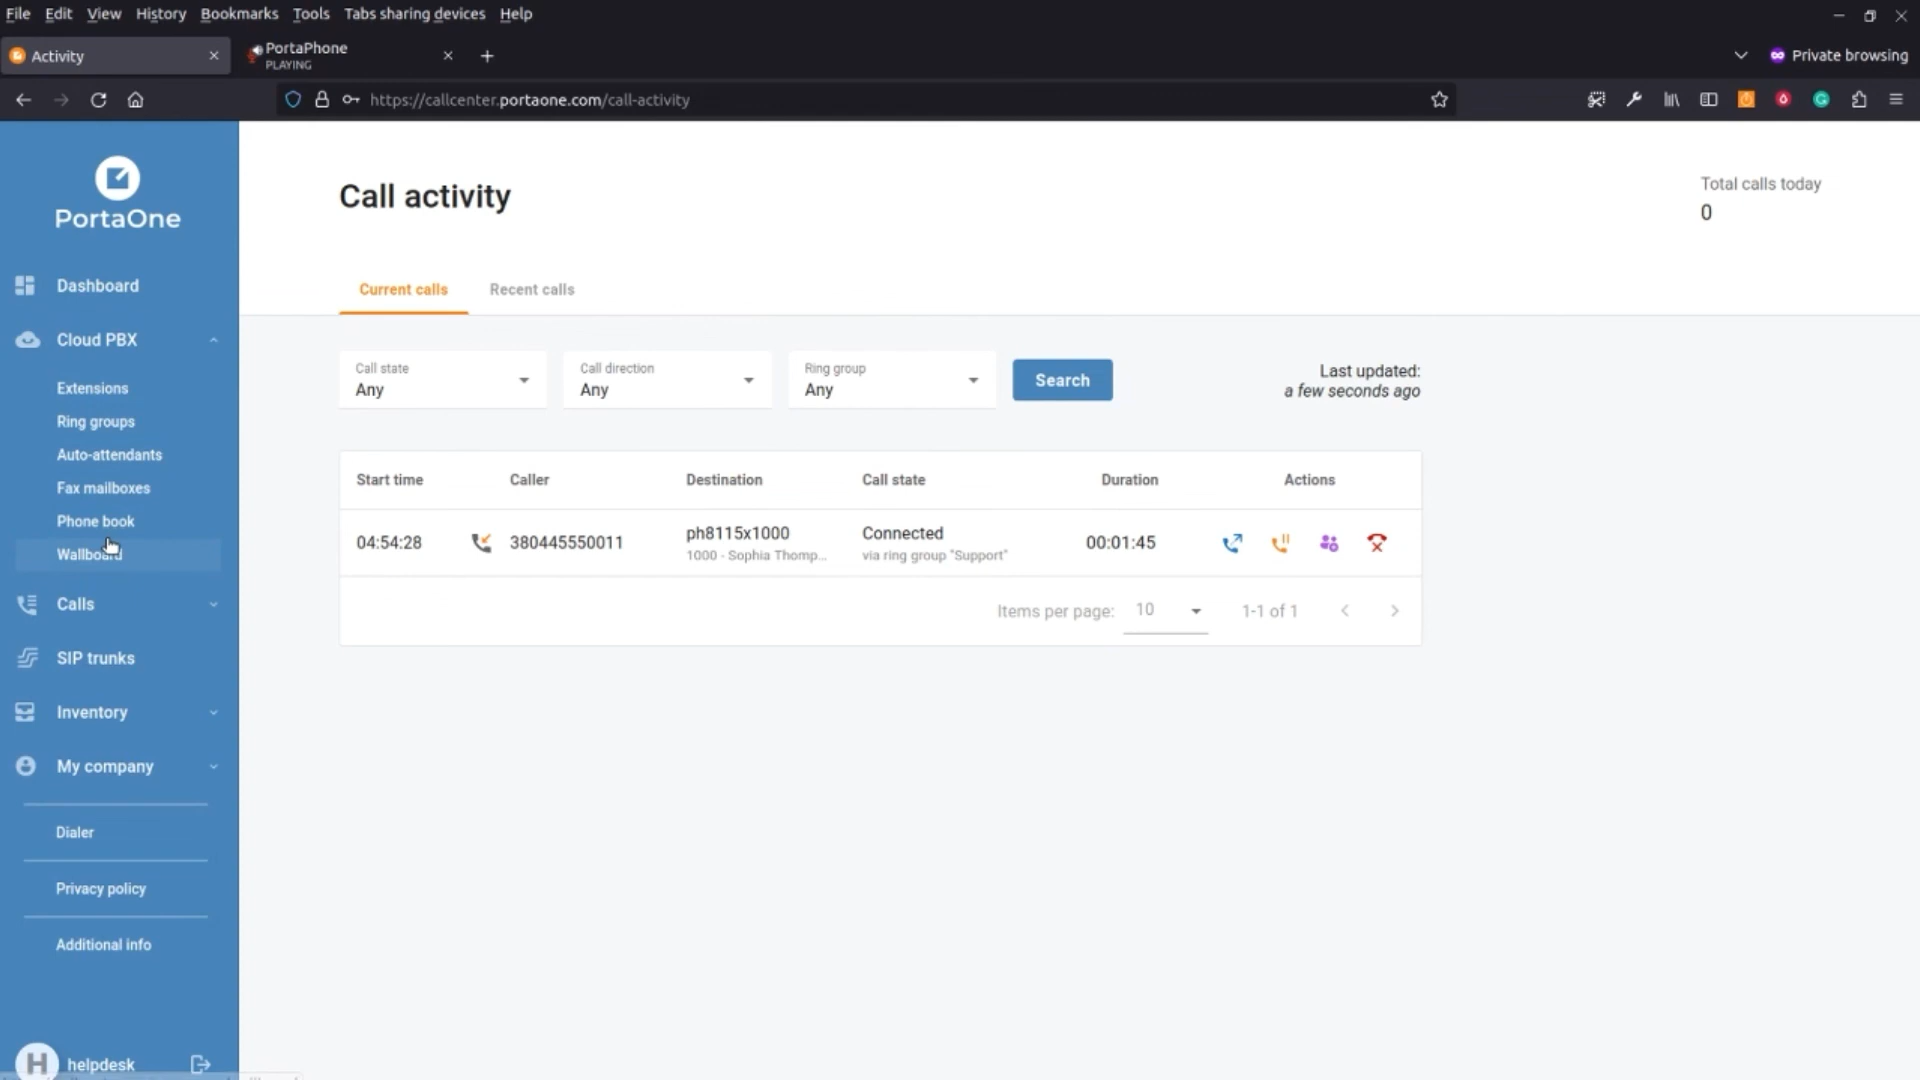 File Edit View History Bookmarks Tools Tabs sharing devices Help
Activity
PortaPhone
PLAYING
Private browsing
https://callcenter.portaone.com/call-activity
PortaOne
Dashboard
Cloud PBX
Extensions
Ring groups
Auto-attendants
Fax mailboxes
Phone book
Wallboard
Calls
SIP trunks
Inventory
My company
Dialer
Privacy policy
Additional info
H helpdesk
Call activity
Total calls today
0
Current calls Recent calls
Call state
Any
Call direction
Any
Ring group
Any
Search
Last updated:
a few seconds ago
Start time Caller Destination Call state Duration Actions
04:54:28 380445550011 ph8115x1000 Connected 00:01:45
1000 - Sophia Thomp... via ring group "Support"
Items per page: 10 1-1 of 1